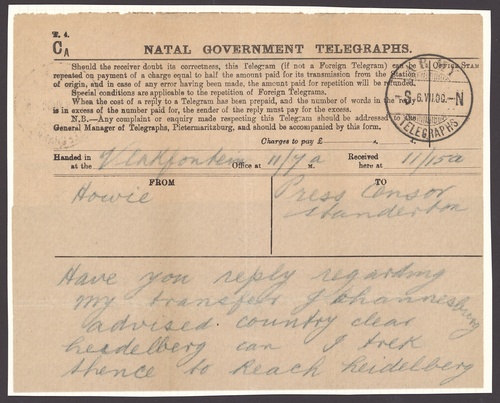 T. 4.
CA NATAL GOVERNMENT TELEGRAPHS.
Should the receiver doubt its correctness, this Telegram (if not a Foreign Telegram) can be Office Stam
repeated on payment of a charge equal to half the amount paid for its transmission from the Station
of origin, and in case of any error having been made, the amount paid for repetition will be refunded.
Special conditions are applicable to the repetition of Foreign Telegrams.
When the cost of a reply to a Telegram has been prepaid, and the number of words in the reply
is in excess of the number paid for, the sender of the reply must pay for the excess.
N.B.—Any complaint or enquiry made respecting this Telegram should be addressed to the
General Manager of Telegraphs, Pietermaritzburg, and should be accompanied by this form.
S. 6.VII.00. N
TELEGRAPHS
Charges to pay £ s. d.
Handed in at the Vlakfontein Office at 11/7 a M. Received here at 11/15a
FROM TO
Howie Press Censor
Standerton
Have you reply regarding
my transfer Johannesburg
advised country clear
heidelberg can I trek
thence to reach heidelberg